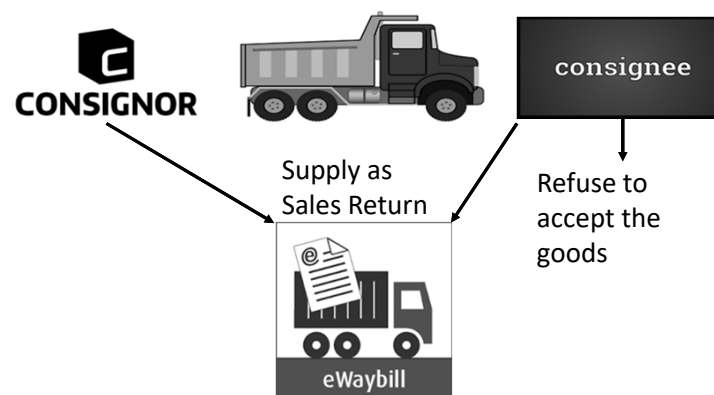 C
CONSIGNOR
consignee
Supply as
Sales Return
Refuse to
accept the
goods
e
eWaybill